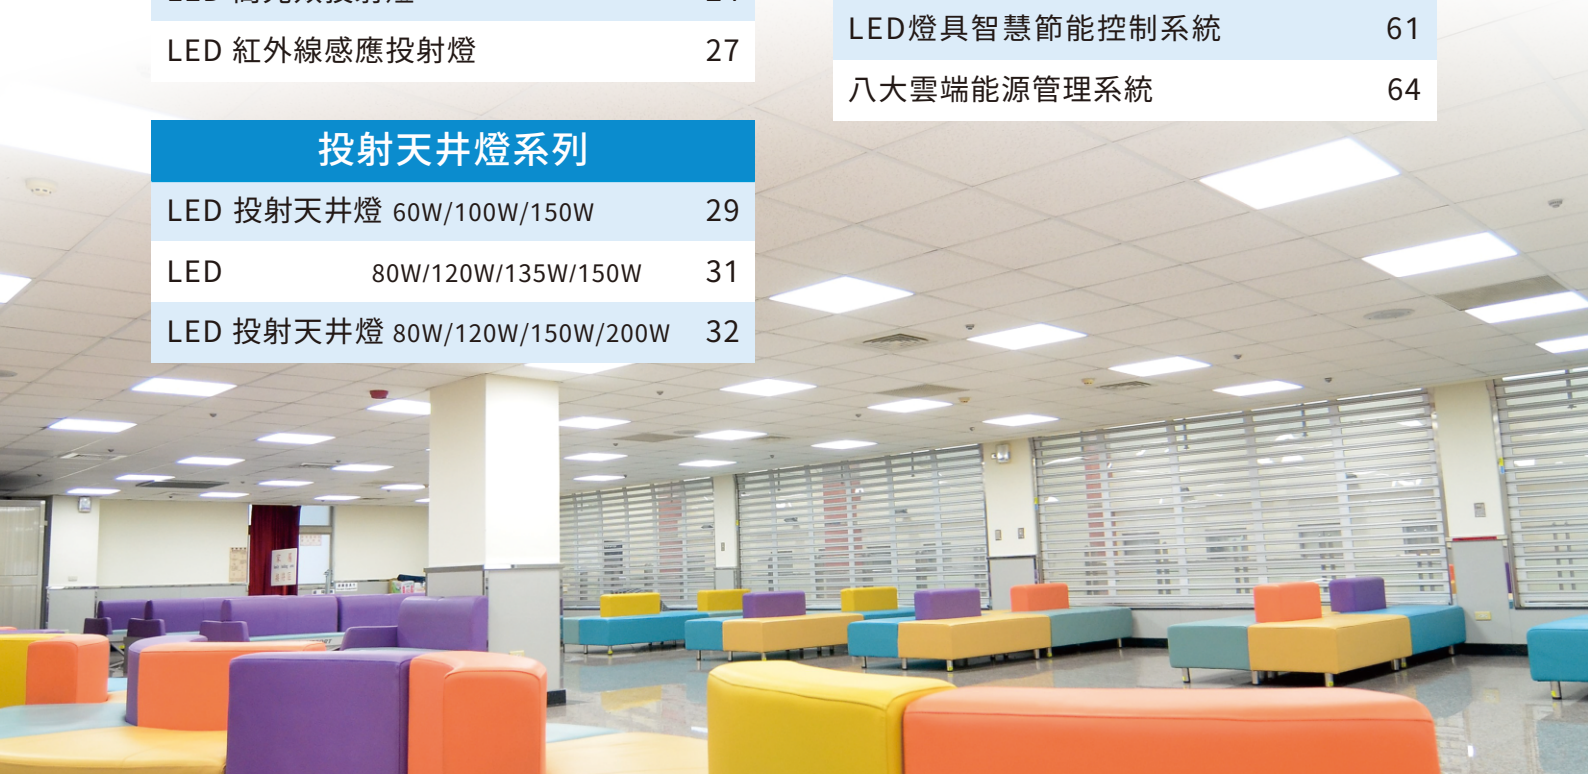 LED 紅外線感應投射燈 27
投射天井燈系列
LED 投射天井燈 60W/100W/150W 29
LED 80W/120W/135W/150W 31
LED 投射天井燈 80W/120W/150W/200W 32
LED燈具智慧節能控制系統 61
八大雲端能源管理系統 64